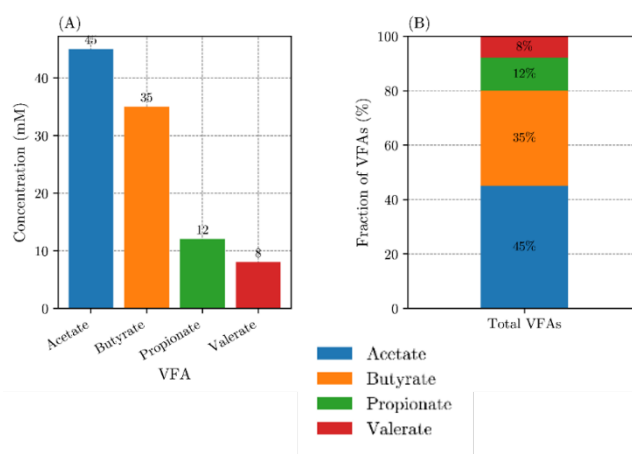 (A)
45
35
12
8
40
30
20
10
0
Concentration (mM)
Acetate
Butyrate
Propionate
Valerate
VFA
(B)
100
80
60
40
20
0
Fraction of VFAs (%)
8%
12%
35%
45%
Total VFAs
Acetate
Butyrate
Propionate
Valerate